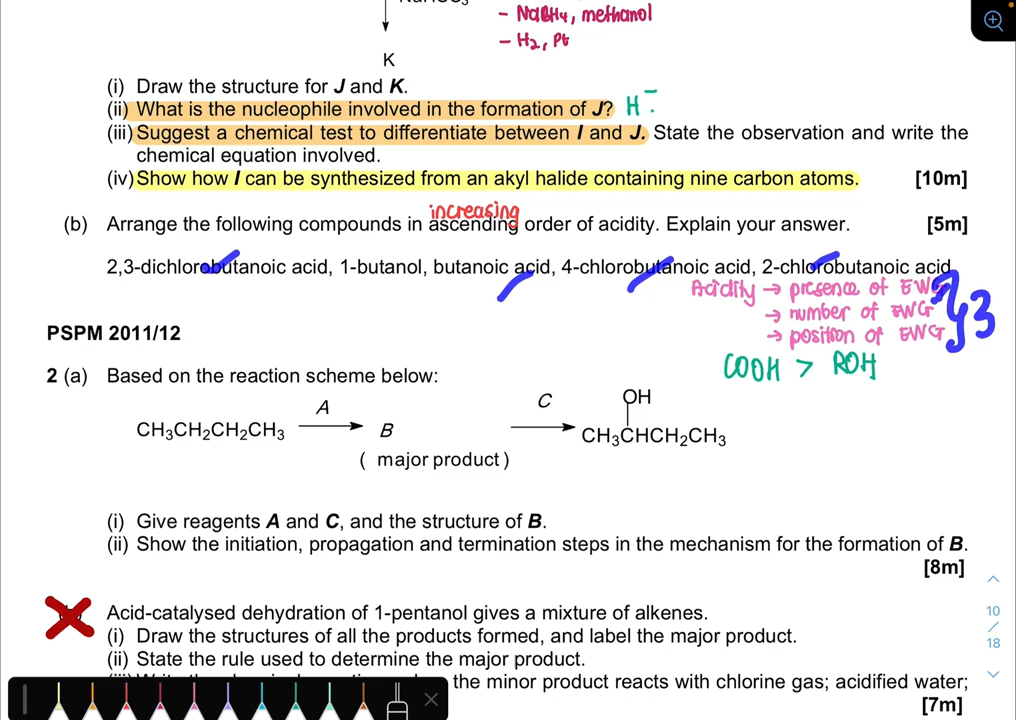 - NaBH₄, methanol
- H₂, Pt
K
(i) Draw the structure for J and K.
(ii) What is the nucleophile involved in the formation of J? H:⁻
(iii) Suggest a chemical test to differentiate between I and J. State the observation and write the
chemical equation involved.
(iv) Show how I can be synthesized from an akyl halide containing nine carbon atoms. [10m]
increasing
(b) Arrange the following compounds in ascending order of acidity. Explain your answer. [5m]
2,3-dichlorobutanoic acid, 1-butanol, butanoic acid, 4-chlorobutanoic acid, 2-chlorobutanoic acid
Acidity → presence of EWG
→ number of EWG
→ position of EWG
} 3
PSPM 2011/12
COOH > ROH
2 (a) Based on the reaction scheme below:
A C OH
CH₃CH₂CH₂CH₃ B CH₃CHCH₂CH₃
( major product )
(i) Give reagents A and C, and the structure of B.
(ii) Show the initiation, propagation and termination steps in the mechanism for the formation of B.
[8m]
Acid-catalysed dehydration of 1-pentanol gives a mixture of alkenes.
(i) Draw the structures of all the products formed, and label the major product.
(ii) State the rule used to determine the major product.
the minor product reacts with chlorine gas; acidified water;
[7m]
10
/
18